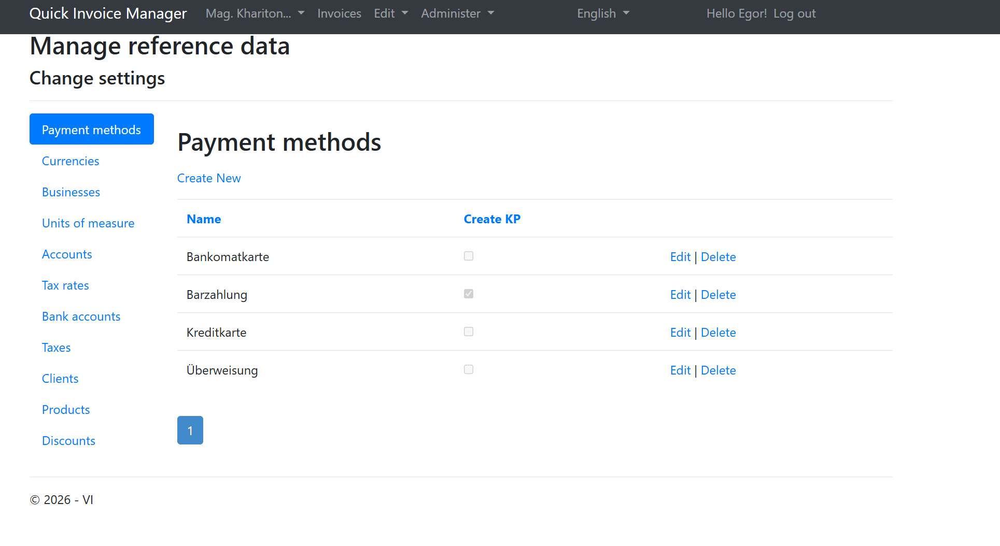 Quick Invoice Manager Mag. Khariton... Invoices Edit Administer English Hello Egor! Log out
Manage reference data
Change settings
Payment methods
Currencies
Businesses
Units of measure
Accounts
Tax rates
Bank accounts
Taxes
Clients
Products
Discounts
Payment methods
Create New
Name Create KP
Bankomatkarte Edit | Delete
Barzahlung Edit | Delete
Kreditkarte Edit | Delete
Überweisung Edit | Delete
1
© 2026 - VI